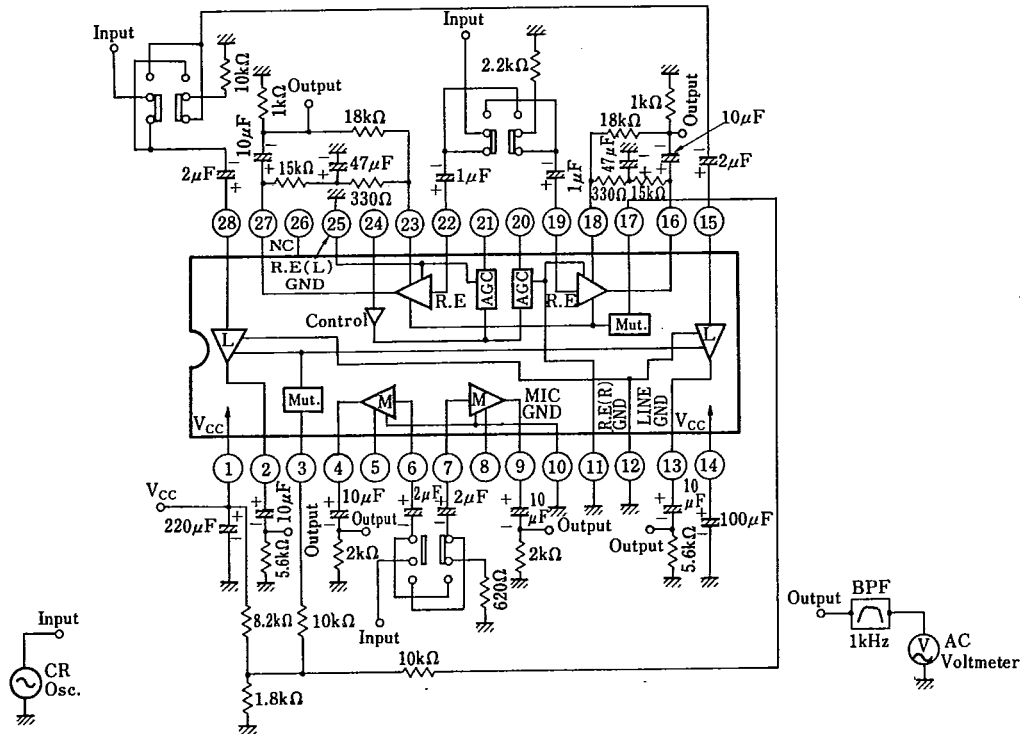 Input
10kΩ
1kΩ
10μF
Output
18kΩ
15kΩ
47μF
330Ω
2μF
Input
2.2kΩ
1μF
1μF
1kΩ
18kΩ
Output
10μF
47μF
330Ω
15kΩ
2μF
28
27
26
25
24
23
22
21
20
19
18
17
16
15
NC
R.E(L)
GND
Control
R.E
AGC
AGC
R.E
Mut.
L
L
Mut.
M
M
MIC
GND
R.E(R)
GND
LINE
GND
VCC
VCC
1
2
3
4
5
6
7
8
9
10
11
12
13
14
VCC
220μF
10μF
5.6kΩ
Output
10μF
Output
2kΩ
2μF
2μF
620Ω
Input
10
μF
Output
2kΩ
10
μF
Output
5.6kΩ
100μF
8.2kΩ
10kΩ
10kΩ
1.8kΩ
Input
CR
Osc.
Output
BPF
1kHz
V
AC
Voltmeter